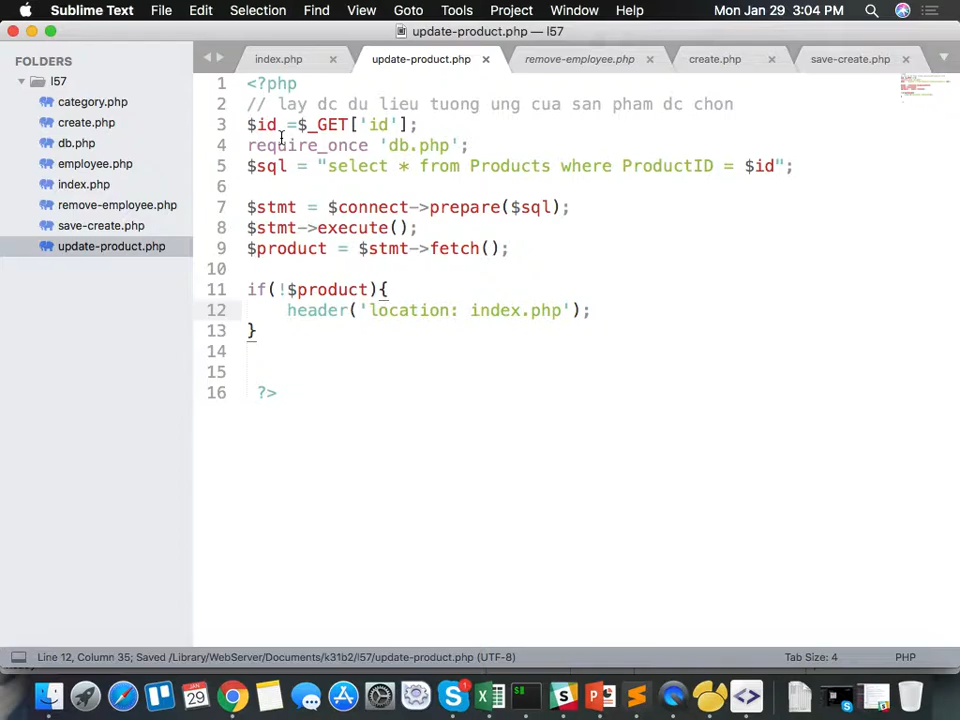 Sublime Text File Edit Selection Find View Goto Tools Project Window Help Mon Jan 29 3:04 PM
update-product.php — l57
FOLDERS
l57
category.php
create.php
db.php
employee.php
index.php
remove-employee.php
save-create.php
update-product.php
index.php update-product.php remove-employee.php create.php save-create.php
1 <?php
2 // lay dc du lieu tuong ung cua san pham dc chon
3 $id =$_GET['id'];
4 require_once 'db.php';
5 $sql = "select * from Products where ProductID = $id";
6
7 $stmt = $connect->prepare($sql);
8 $stmt->execute();
9 $product = $stmt->fetch();
10
11 if(!$product){
12 header('location: index.php');
13 }
14
15
16 ?>
Line 12, Column 35; Saved /Library/WebServer/Documents/k31b2/l57/update-product.php (UTF-8) Tab Size: 4 PHP